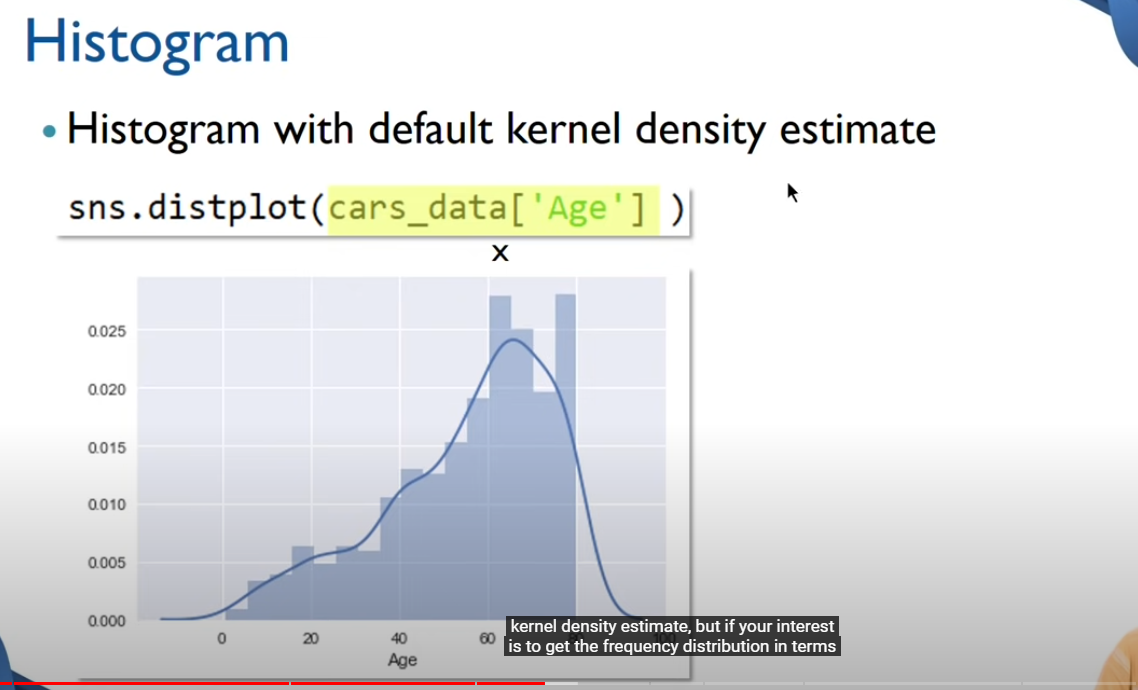 Histogram
• Histogram with default kernel density estimate
sns.distplot(cars_data['Age'] )
x
0.025
0.020
0.015
0.010
0.005
0.000
0 20 40 60 80 100
Age
kernel density estimate, but if your interest
is to get the frequency distribution in terms